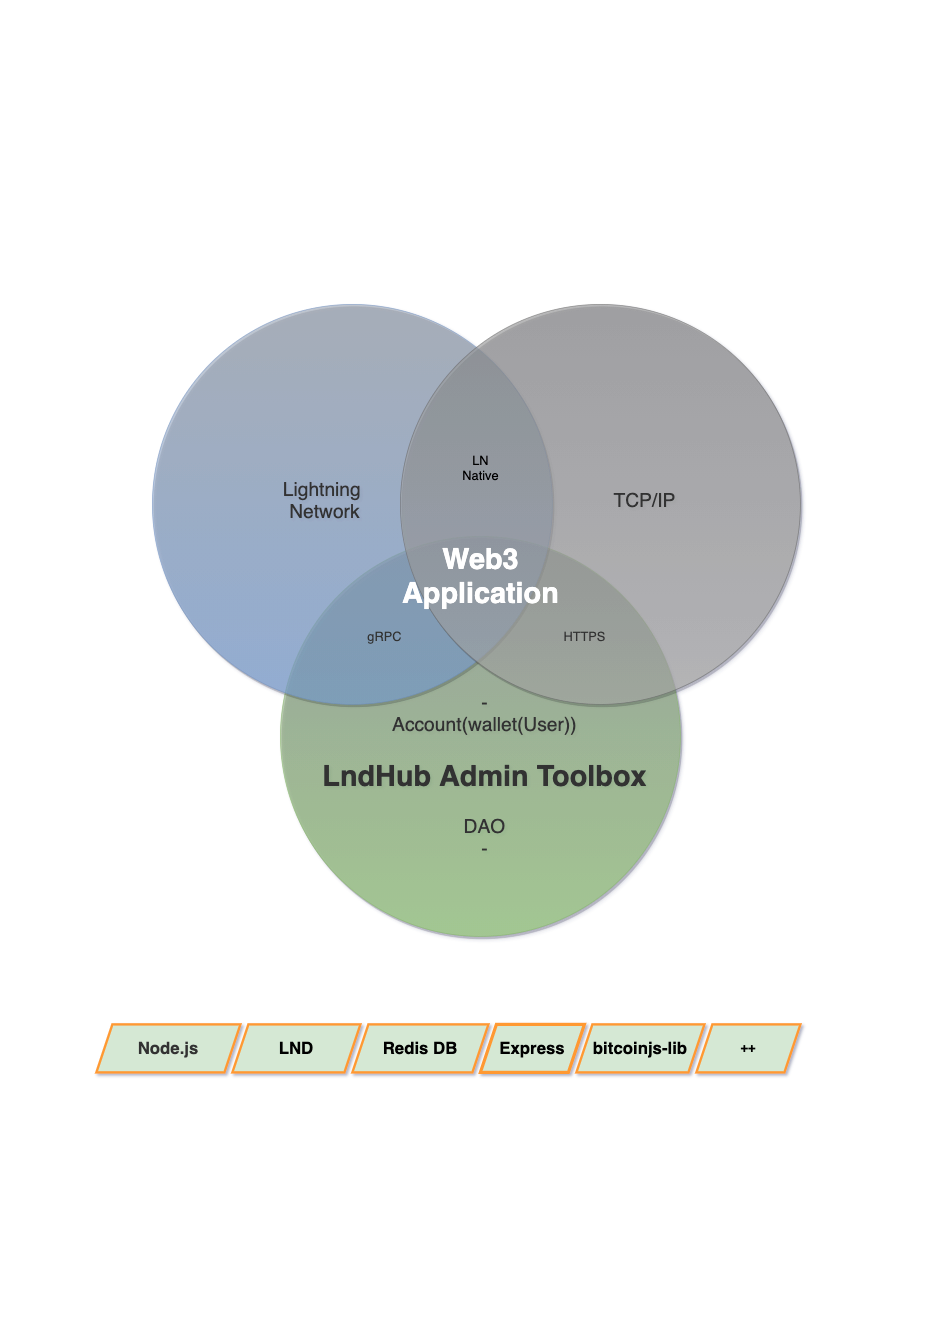 LN
Native
Lightning
Network
TCP/IP
Web3
Application
gRPC
HTTPS
-
Account(wallet(User))
LndHub Admin Toolbox
DAO
-
Node.js
LND
Redis DB
Express
bitcoinjs-lib
++